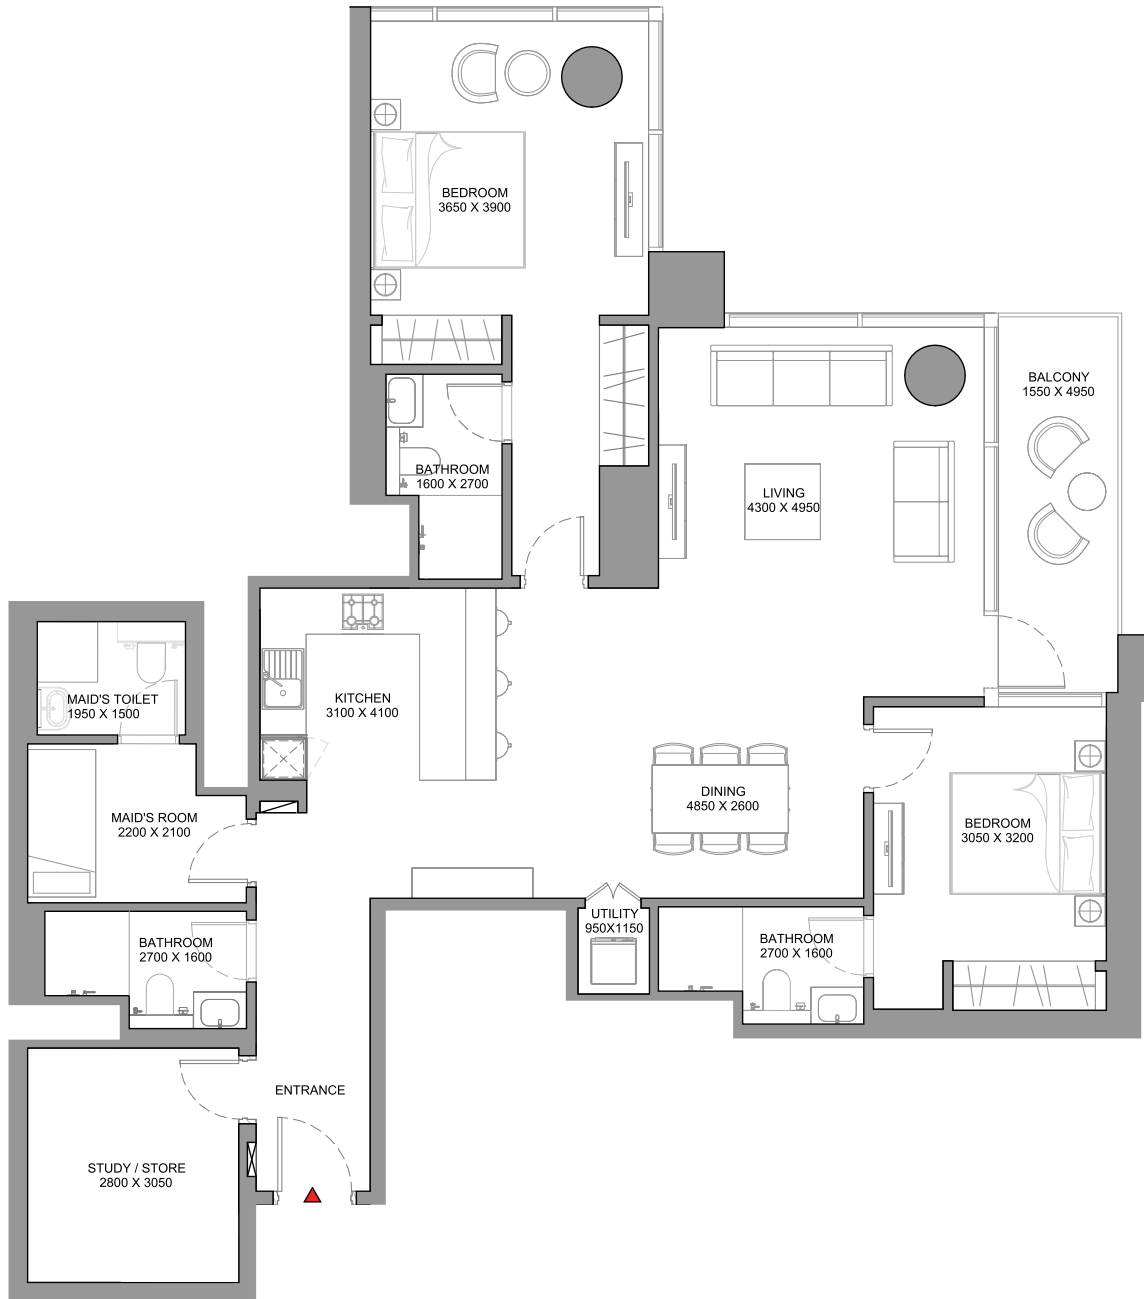 BEDROOM
3650 X 3900
BALCONY
1550 X 4950
BATHROOM
1600 X 2700
LIVING
4300 X 4950
MAID'S TOILET
1950 X 1500
KITCHEN
3100 X 4100
DINING
4850 X 2600
MAID'S ROOM
2200 X 2100
BEDROOM
3050 X 3200
UTILITY
950X1150
BATHROOM
2700 X 1600
BATHROOM
2700 X 1600
ENTRANCE
STUDY / STORE
2800 X 3050